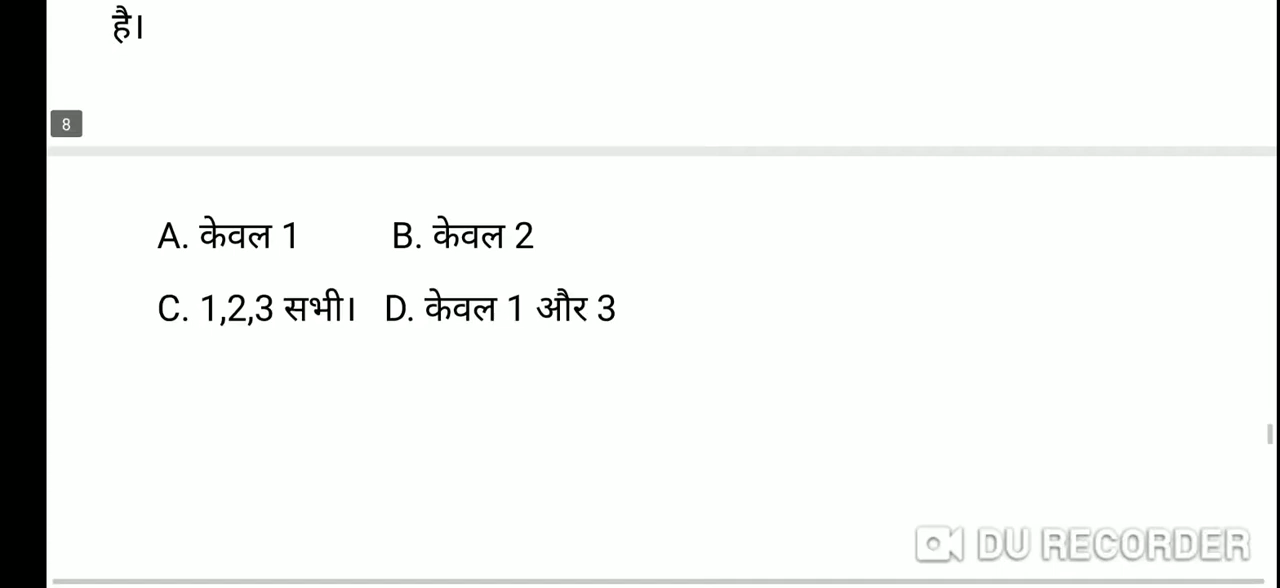 है।
8
A. केवल 1 B. केवल 2
C. 1,2,3 सभी। D. केवल 1 और 3
DU RECORDER